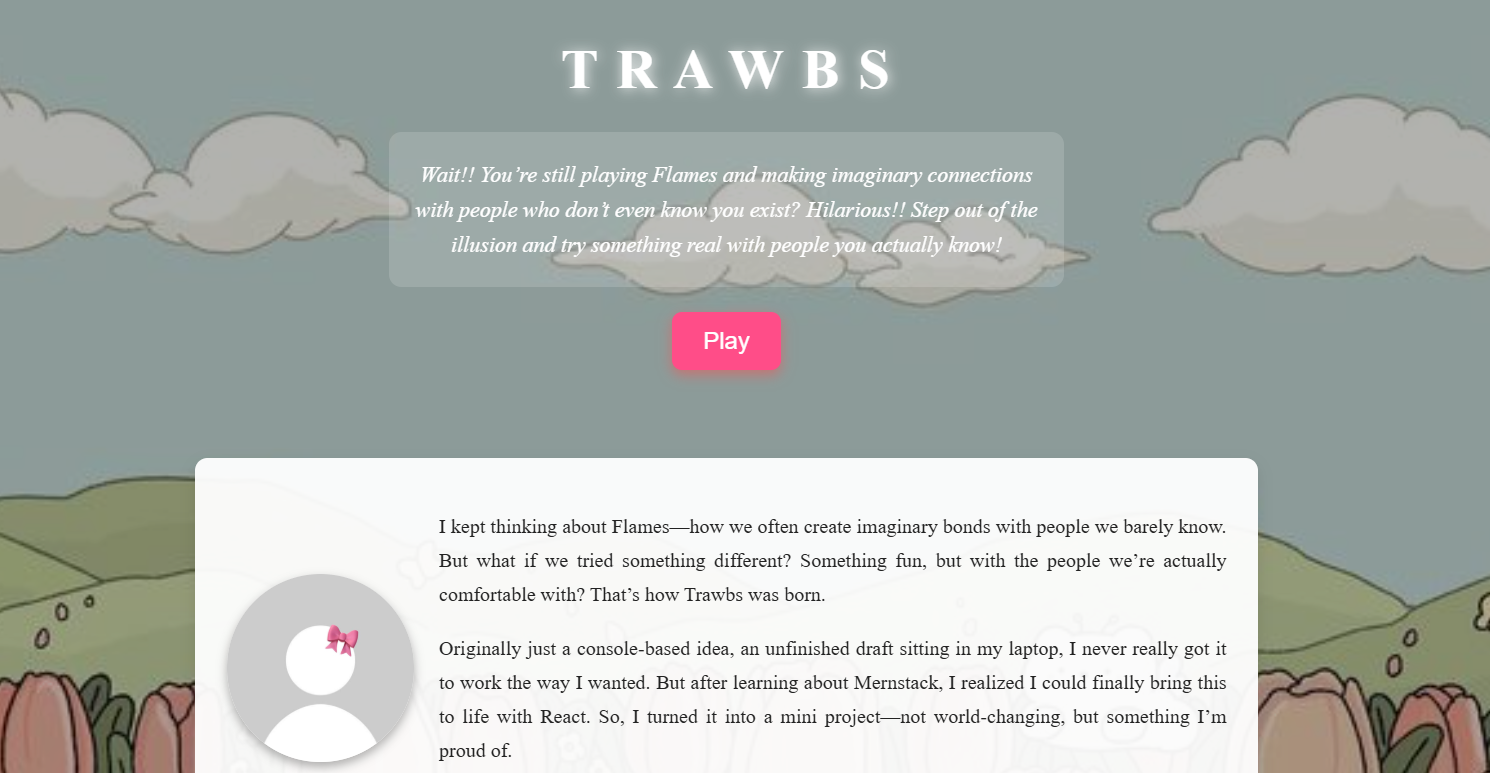 TRAWBS
Wait!! You’re still playing Flames and making imaginary connections
with people who don’t even know you exist? Hilarious!! Step out of the
illusion and try something real with people you actually know!
Play
I kept thinking about Flames—how we often create imaginary bonds with people we barely know.
But what if we tried something different? Something fun, but with the people we’re actually
comfortable with? That’s how Trawbs was born.
Originally just a console-based idea, an unfinished draft sitting in my laptop, I never really got it
to work the way I wanted. But after learning about Mernstack, I realized I could finally bring this
to life with React. So, I turned it into a mini project—not world-changing, but something I’m
proud of.